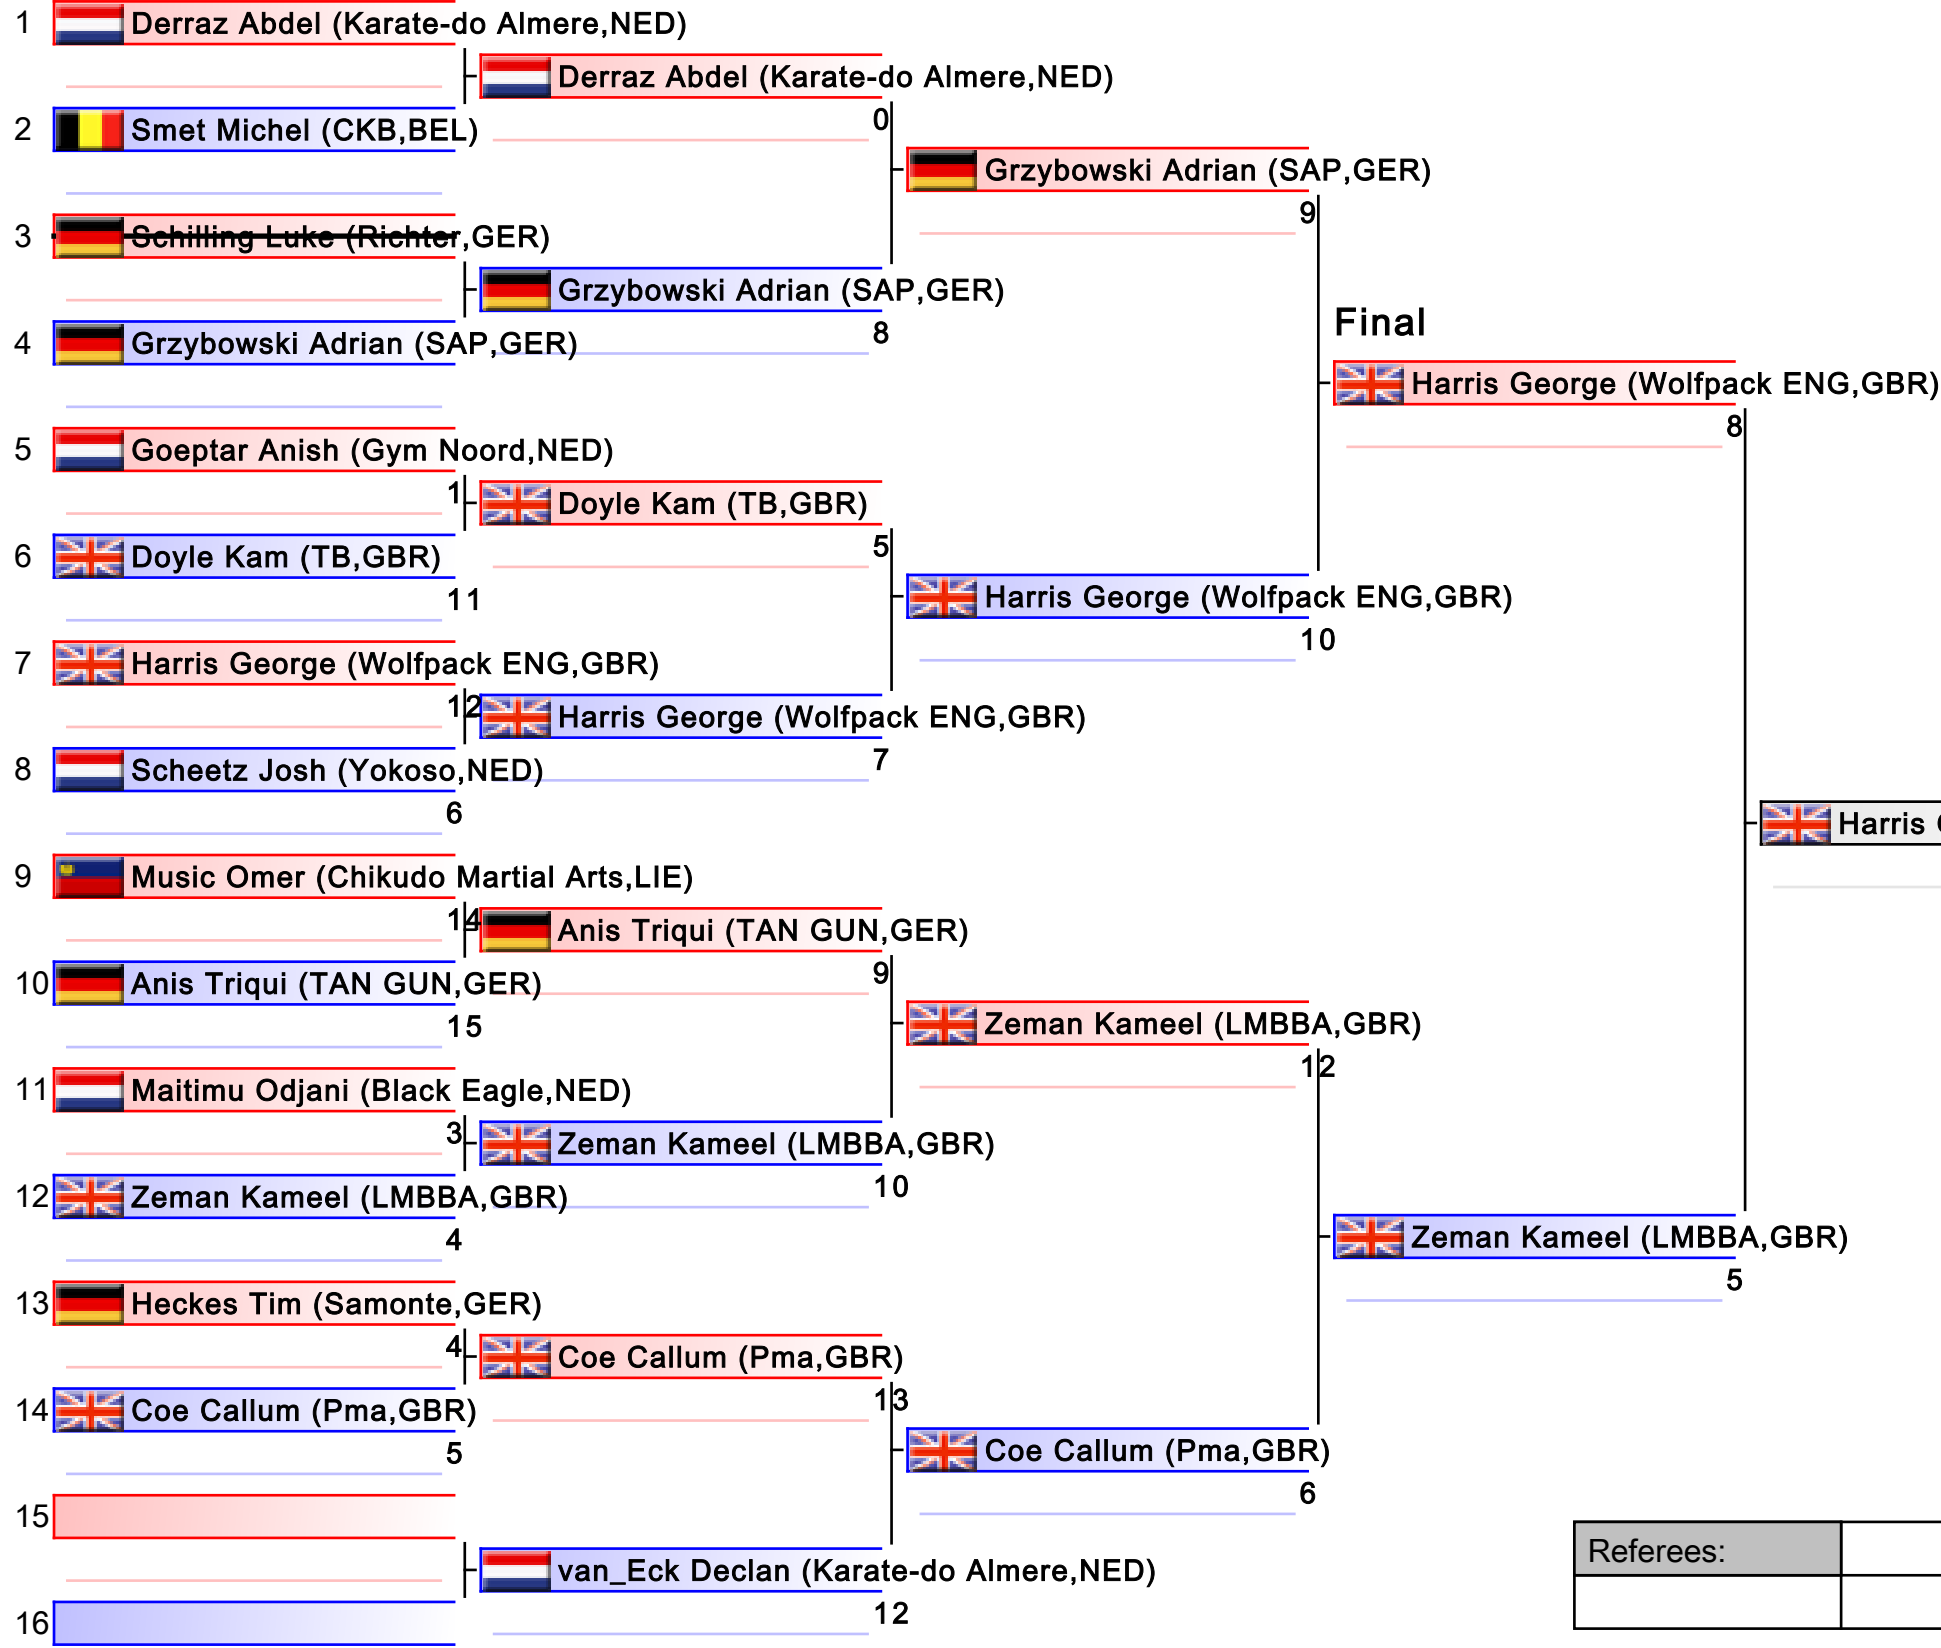 1 Derraz Abdel (Karate-do Almere,NED)
Derraz Abdel (Karate-do Almere,NED)
0
2 Smet Michel (CKB,BEL)
Grzybowski Adrian (SAP,GER)
9
3 Schilling Luke (Richter,GER)
Grzybowski Adrian (SAP,GER)
8
4 Grzybowski Adrian (SAP,GER)
Final
Harris George (Wolfpack ENG,GBR)
8
5 Goeptar Anish (Gym Noord,NED)
1
Doyle Kam (TB,GBR)
5
6 Doyle Kam (TB,GBR)
11
Harris George (Wolfpack ENG,GBR)
10
7 Harris George (Wolfpack ENG,GBR)
12
Harris George (Wolfpack ENG,GBR)
7
8 Scheetz Josh (Yokoso,NED)
6
Harris
9 Music Omer (Chikudo Martial Arts,LIE)
14
Anis Triqui (TAN GUN,GER)
9
10 Anis Triqui (TAN GUN,GER)
15
Zeman Kameel (LMBBA,GBR)
12
11 Maitimu Odjani (Black Eagle,NED)
3
Zeman Kameel (LMBBA,GBR)
10
12 Zeman Kameel (LMBBA,GBR)
4
Zeman Kameel (LMBBA,GBR)
5
13 Heckes Tim (Samonte,GER)
4
Coe Callum (Pma,GBR)
13
14 Coe Callum (Pma,GBR)
5
Coe Callum (Pma,GBR)
6
15
van_Eck Declan (Karate-do Almere,NED)
12
16
Referees: